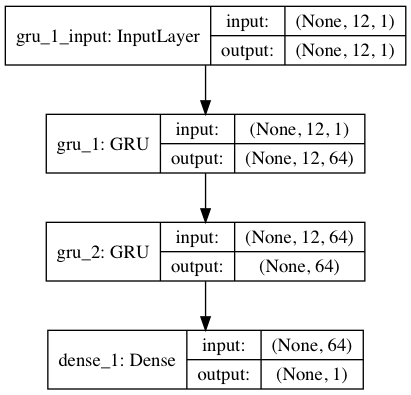 gru_1_input: InputLayer
input: (None, 12, 1)
output: (None, 12, 1)
gru_1: GRU
input: (None, 12, 1)
output: (None, 12, 64)
gru_2: GRU
input: (None, 12, 64)
output: (None, 64)
dense_1: Dense
input: (None, 64)
output: (None, 1)